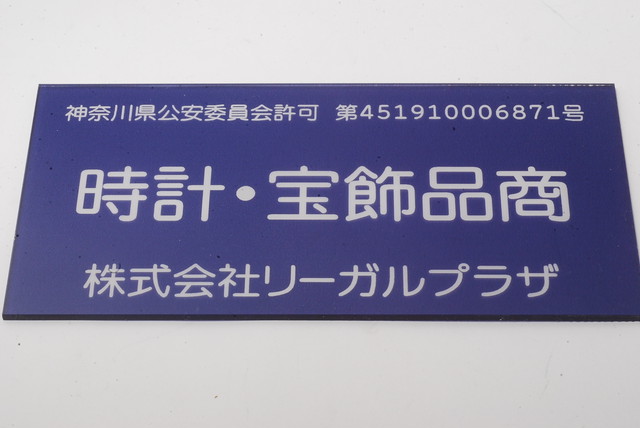 神奈川県公安委員会許可 第451910006871号
時計・宝飾品商
株式会社リーガルプラザ